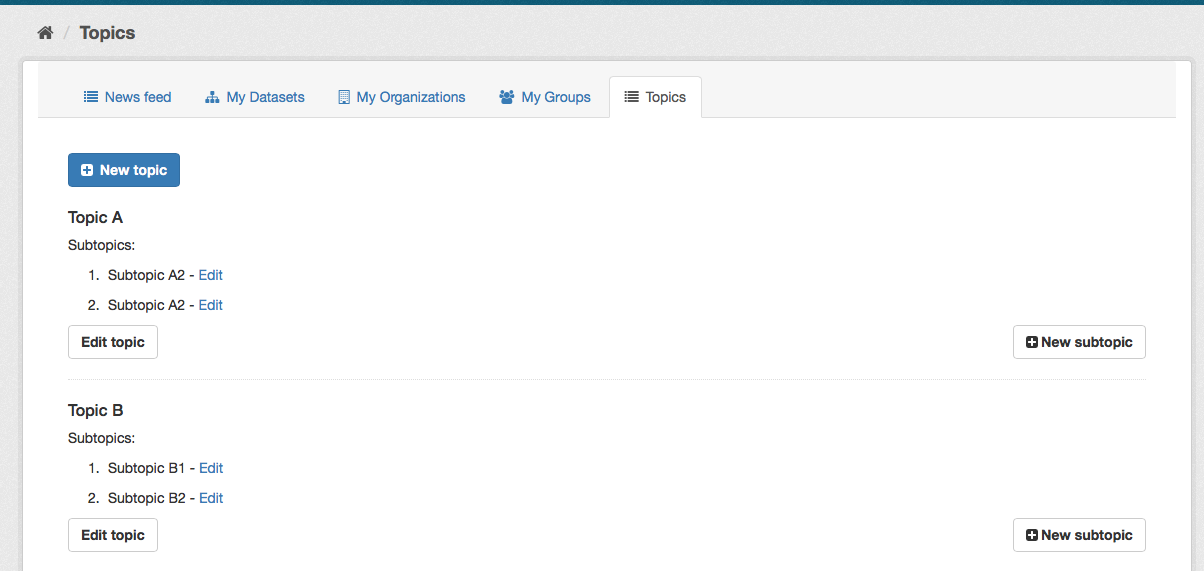 / Topics
News feed My Datasets My Organizations My Groups Topics
New topic
Topic A
Subtopics:
1. Subtopic A2 - Edit
2. Subtopic A2 - Edit
Edit topic New subtopic
Topic B
Subtopics:
1. Subtopic B1 - Edit
2. Subtopic B2 - Edit
Edit topic New subtopic